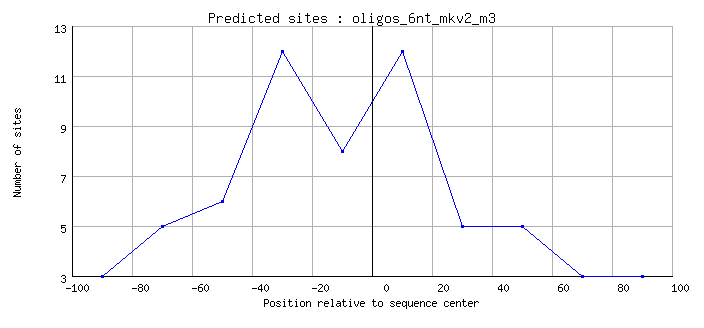 Predicted sites : oligos_6nt_mkv2_m3
13
11
9
7
5
3
Number of sites
-100 -80 -60 -40 -20 0 20 40 60 80 100
Position relative to sequence center